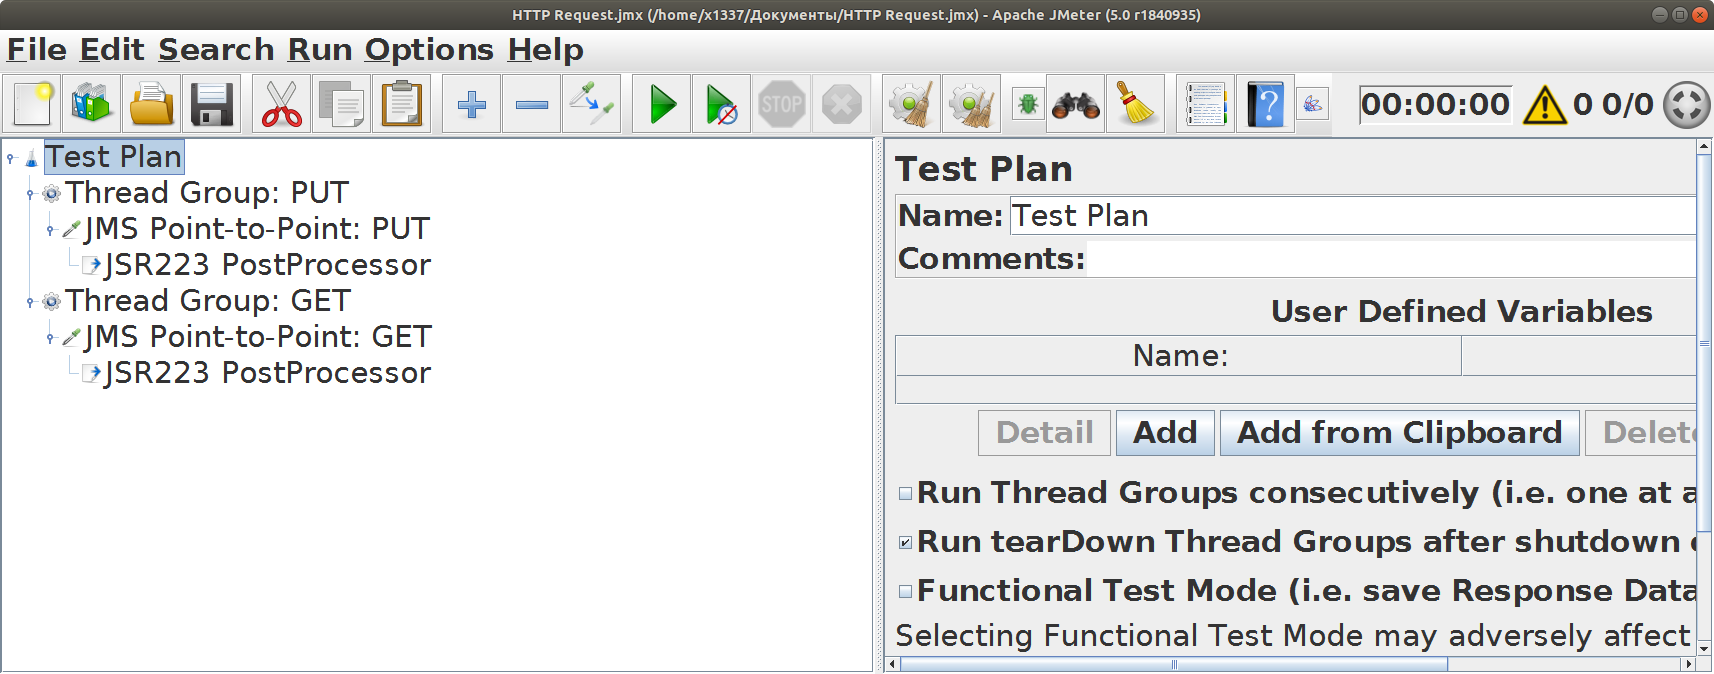 HTTP Request.jmx (/home/x1337/Документы/HTTP Request.jmx) - Apache JMeter (5.0 r1840935)
File Edit Search Run Options Help
STOP
00:00:00 0 0/0
Test Plan
Thread Group: PUT
JMS Point-to-Point: PUT
JSR223 PostProcessor
Thread Group: GET
JMS Point-to-Point: GET
JSR223 PostProcessor
Test Plan
Name: Test Plan
Comments:
User Defined Variables
Name:
Detail Add Add from Clipboard Delete
Run Thread Groups consecutively (i.e. one at a
Run tearDown Thread Groups after shutdown
Functional Test Mode (i.e. save Response Data
Selecting Functional Test Mode may adversely affect